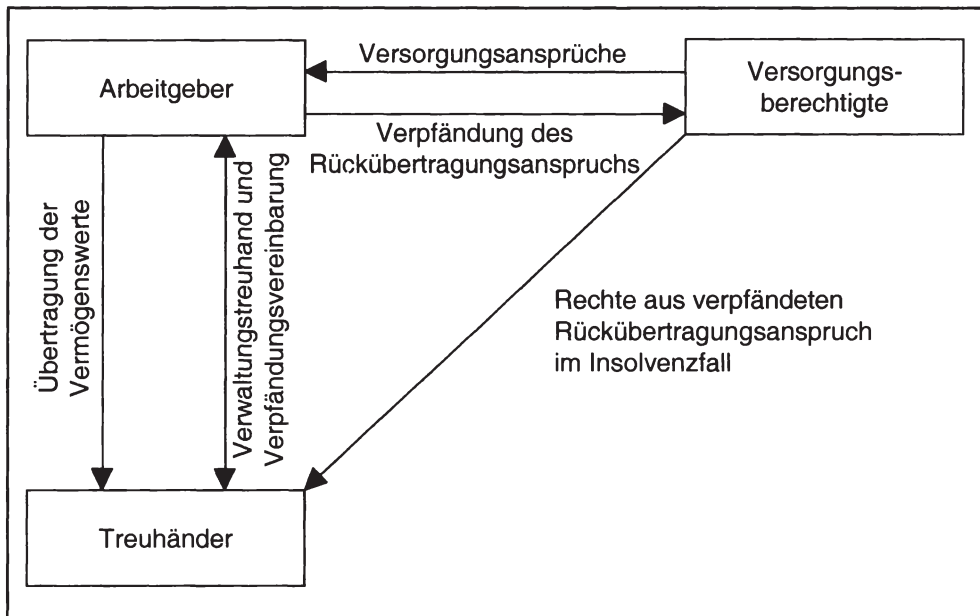 Versorgungsansprüche
Arbeitgeber
Versorgungs-
berechtigte
Verpfändung des
Rückübertragungsanspruchs
Übertragung der
Vermögenswerte
Verwaltungstreuhand und
Verpfändungsvereinbarung
Rechte aus verpfändeten
Rückübertragungsanspruch
im Insolvenzfall
Treuhänder